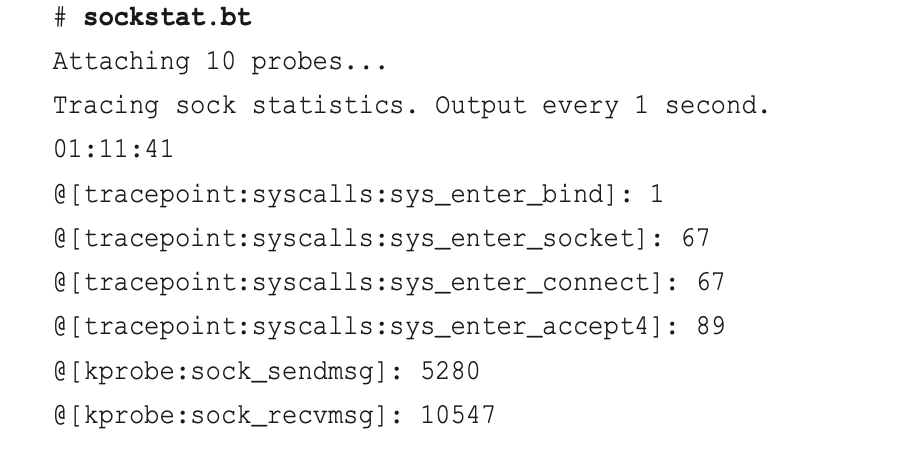 # sockstat.bt
Attaching 10 probes...
Tracing sock statistics. Output every 1 second.
01:11:41
@[tracepoint:syscalls:sys_enter_bind]: 1
@[tracepoint:syscalls:sys_enter_socket]: 67
@[tracepoint:syscalls:sys_enter_connect]: 67
@[tracepoint:syscalls:sys_enter_accept4]: 89
@[kprobe:sock_sendmsg]: 5280
@[kprobe:sock_recvmsg]: 10547